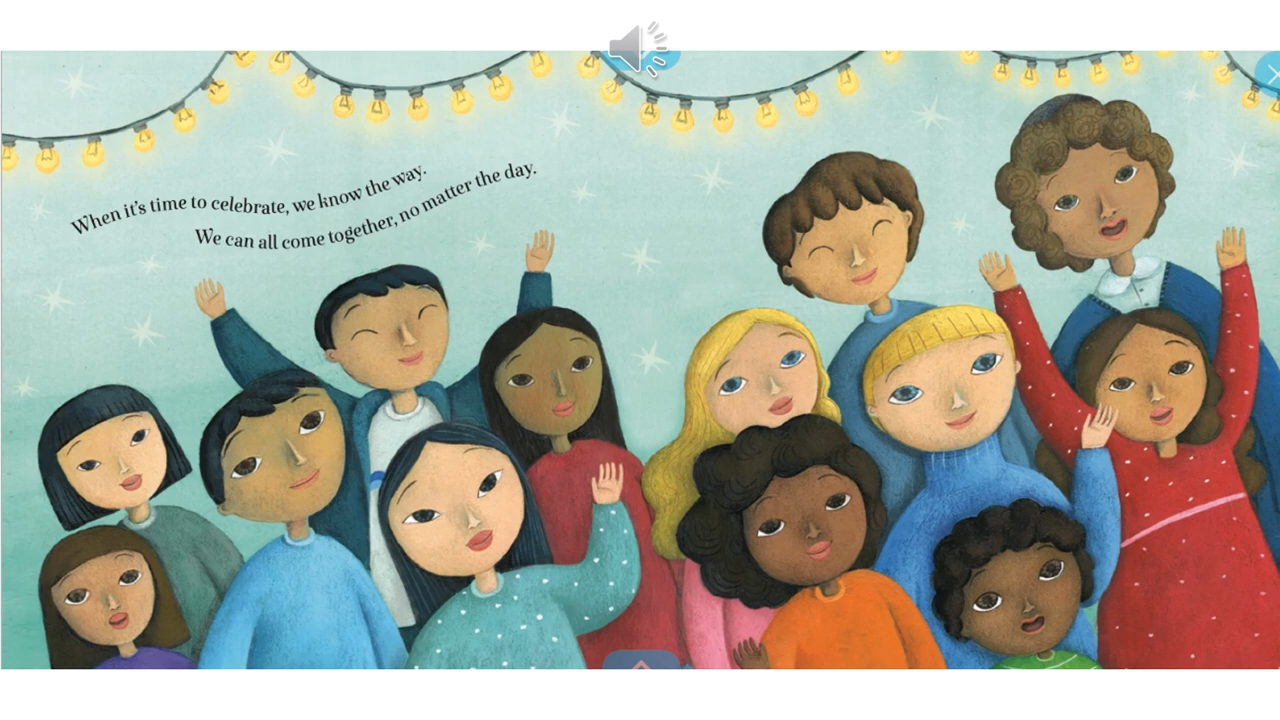 When it's time to celebrate, we know the way.
We can all come together, no matter the day.